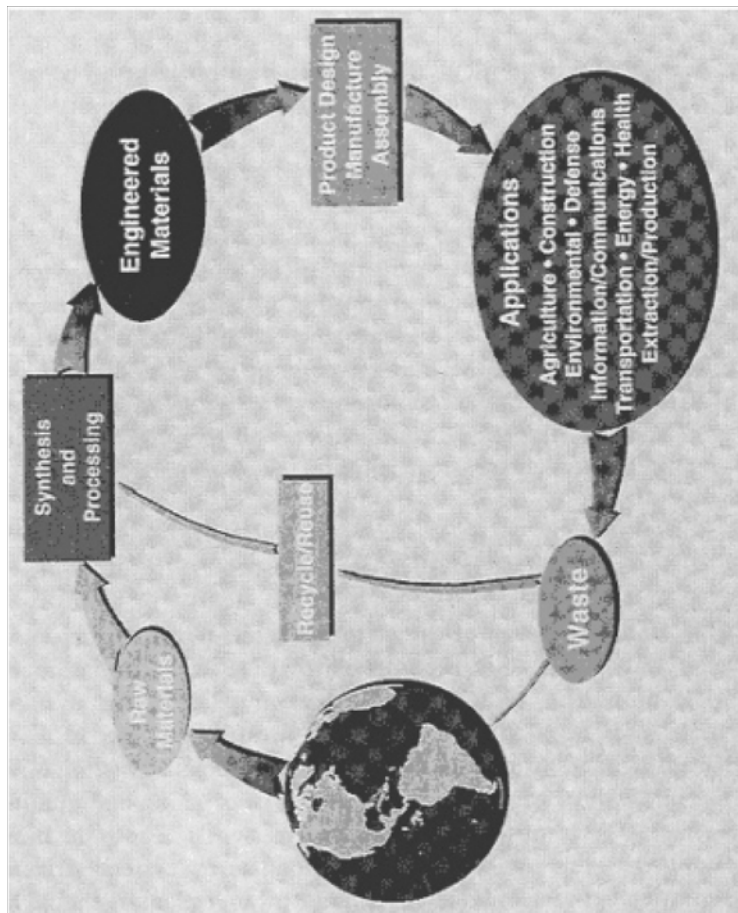 Raw
Materials
Synthesis
and
Processing
Engineered
Materials
Product Design
Manufacture
Assembly
Applications
Agriculture • Construction
Environmental • Defense
Information/Communications
Transportation • Energy • Health
Extraction/Production
Waste
Recycle/Reuse